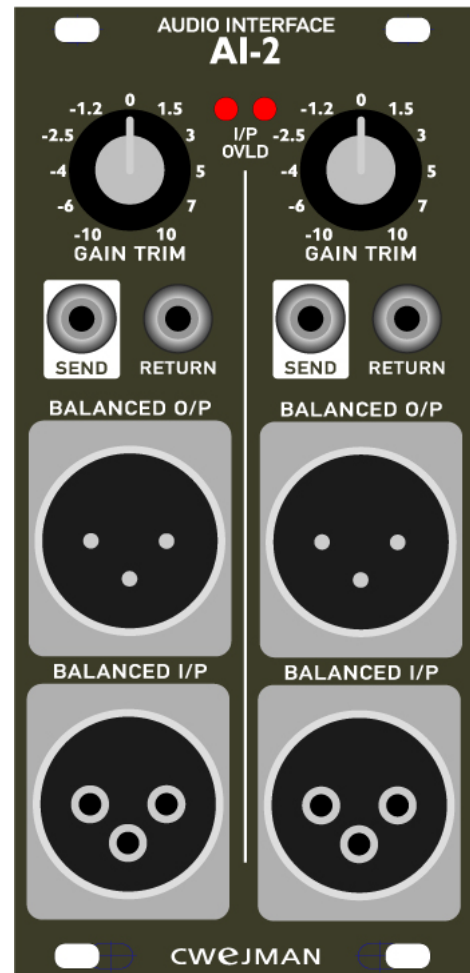 AUDIO INTERFACE
AI-2
-10 -6 -4 -2.5 -1.2 0 1.5 3 5 7 10
GAIN TRIM
I/P
OVLD
-10 -6 -4 -2.5 -1.2 0 1.5 3 5 7 10
GAIN TRIM
SEND RETURN
SEND RETURN
BALANCED O/P
BALANCED O/P
BALANCED I/P
BALANCED I/P
CWeJMAN